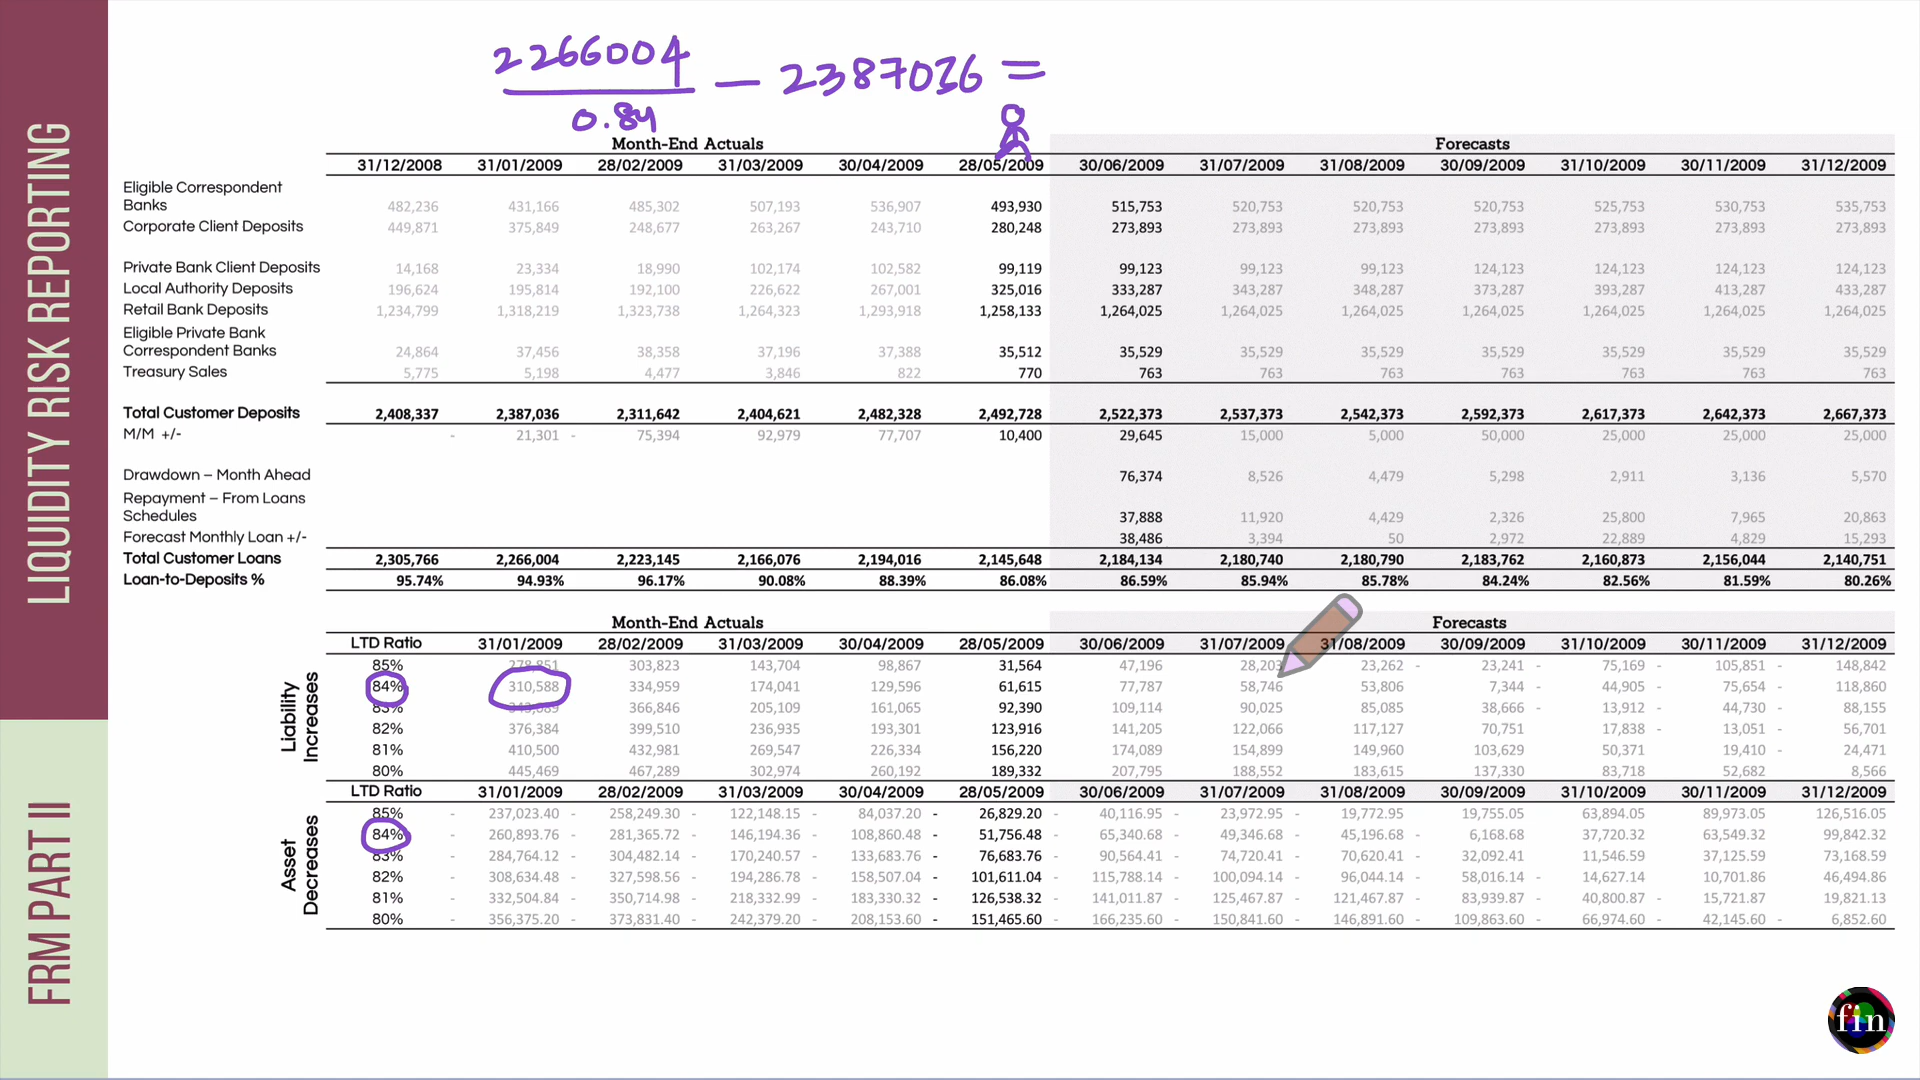 LIQUIDITY RISK REPORTING
FRM PART II
2266004 — 2387036 =
0.84
Month-End Actuals Forecasts
31/12/2008 31/01/2009 28/02/2009 31/03/2009 30/04/2009 28/05/2009 30/06/2009 31/07/2009 31/08/2009 30/09/2009 31/10/2009 30/11/2009 31/12/2009
Eligible Correspondent
Banks 482,236 431,166 485,302 507,193 536,907 493,930 515,753 520,753 520,753 520,753 525,753 530,753 535,753
Corporate Client Deposits 449,871 375,849 248,677 263,267 243,710 280,248 273,893 273,893 273,893 273,893 273,893 273,893 273,893
Private Bank Client Deposits 14,168 23,334 18,990 102,174 102,582 99,119 99,123 99,123 99,123 124,123 124,123 124,123 124,123
Local Authority Deposits 196,624 195,814 192,100 226,622 267,001 325,016 333,287 343,287 348,287 373,287 393,287 413,287 433,287
Retail Bank Deposits 1,234,799 1,318,219 1,323,738 1,264,323 1,293,918 1,258,133 1,264,025 1,264,025 1,264,025 1,264,025 1,264,025 1,264,025 1,264,025
Eligible Private Bank
Correspondent Banks 24,864 37,456 38,358 37,196 37,388 35,512 35,529 35,529 35,529 35,529 35,529 35,529 35,529
Treasury Sales 5,775 5,198 4,477 3,846 822 770 763 763 763 763 763 763 763
Total Customer Deposits 2,408,337 2,387,036 2,311,642 2,404,621 2,482,328 2,492,728 2,522,373 2,537,373 2,542,373 2,592,373 2,617,373 2,642,373 2,667,373
M/M +/- - 21,301 - 75,394 92,979 77,707 10,400 29,645 15,000 5,000 50,000 25,000 25,000 25,000
Drawdown – Month Ahead 76,374 8,526 4,479 5,298 2,911 3,136 5,570
Repayment – From Loans
Schedules 37,888 11,920 4,429 2,326 25,800 7,965 20,863
Forecast Monthly Loan +/- 38,486 3,394 50 2,972 22,889 4,829 15,293
Total Customer Loans 2,305,766 2,266,004 2,223,145 2,166,076 2,194,016 2,145,648 2,184,134 2,180,740 2,180,790 2,183,762 2,160,873 2,156,044 2,140,751
Loan-to-Deposits % 95.74% 94.93% 96.17% 90.08% 88.39% 86.08% 86.59% 85.94% 85.78% 84.24% 82.56% 81.59% 80.26%
Month-End Actuals Forecasts
LTD Ratio 31/01/2009 28/02/2009 31/03/2009 30/04/2009 28/05/2009 30/06/2009 31/07/2009 31/08/2009 30/09/2009 31/10/2009 30/11/2009 31/12/2009
Liability Increases
85% 278,851 303,823 143,704 98,867 31,564 47,196 28,203 23,262 - 23,241 - 75,169 - 105,851 - 148,842
84% 310,588 334,959 174,041 129,596 61,615 77,787 58,746 53,806 7,344 - 44,905 - 75,654 - 118,860
83% 366,846 205,109 161,065 92,390 109,114 90,025 85,085 38,666 - 13,912 - 44,730 - 88,155
82% 376,384 399,510 236,935 193,301 123,916 141,205 122,066 117,127 70,751 17,838 - 13,051 - 56,701
81% 410,500 432,981 269,547 226,334 156,220 174,089 154,899 149,960 103,629 50,371 19,410 - 24,471
80% 445,469 467,289 302,974 260,192 189,332 207,795 188,552 183,615 137,330 83,718 52,682 8,566
LTD Ratio 31/01/2009 28/02/2009 31/03/2009 30/04/2009 28/05/2009 30/06/2009 31/07/2009 31/08/2009 30/09/2009 31/10/2009 30/11/2009 31/12/2009
Asset Decreases
85% - 237,023.40 - 258,249.30 - 122,148.15 - 84,037.20 - 26,829.20 - 40,116.95 - 23,972.95 - 19,772.95 19,755.05 63,894.05 89,973.05 126,516.05
84% - 260,893.76 - 281,365.72 - 146,194.36 - 108,860.48 - 51,756.48 - 65,340.68 - 49,346.68 - 45,196.68 - 6,168.68 37,720.32 63,549.32 99,842.32
83% - 284,764.12 - 304,482.14 - 170,240.57 - 133,683.76 - 76,683.76 - 90,564.41 - 74,720.41 - 70,620.41 - 32,092.41 11,546.59 37,125.59 73,168.59
82% - 308,634.48 - 327,598.56 - 194,286.78 - 158,507.04 - 101,611.04 - 115,788.14 - 100,094.14 - 96,044.14 - 58,016.14 - 14,627.14 10,701.86 46,494.86
81% - 332,504.84 - 350,714.98 - 218,332.99 - 183,330.32 - 126,538.32 - 141,011.87 - 125,467.87 - 121,467.87 - 83,939.87 - 40,800.87 - 15,721.87 19,821.13
80% - 356,375.20 - 373,831.40 - 242,379.20 - 208,153.60 - 151,465.60 - 166,235.60 - 150,841.60 - 146,891.60 - 109,863.60 - 66,974.60 - 42,145.60 - 6,852.60
fin